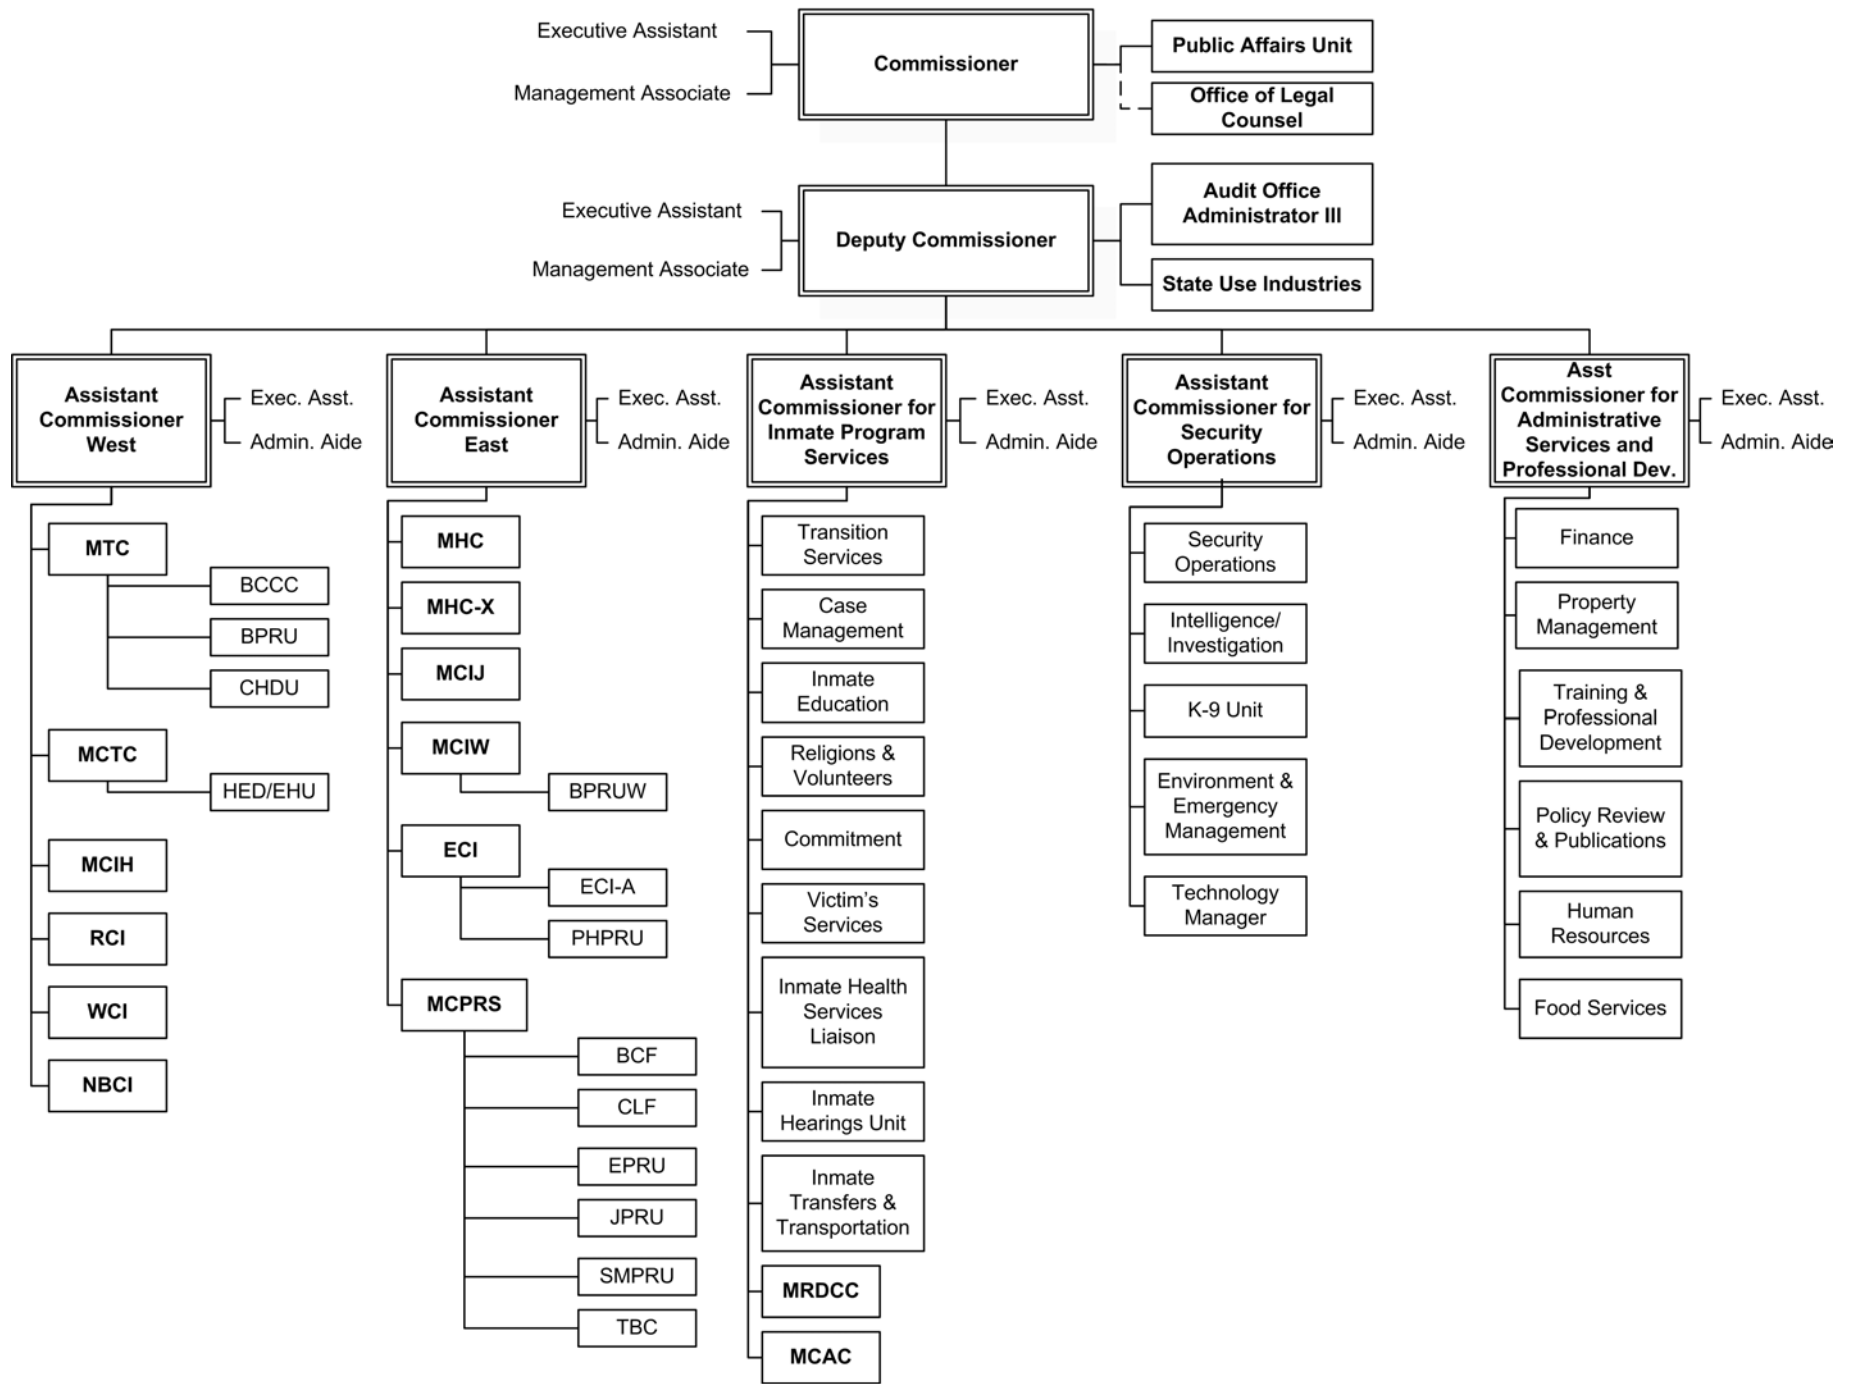 Executive Assistant
Management Associate
Commissioner
Public Affairs Unit
Office of Legal
Counsel
Executive Assistant
Management Associate
Deputy Commissioner
Audit Office
Administrator III
State Use Industries
Assistant
Commissioner
West
Exec. Asst.
Admin. Aide
MTC
BCCC
BPRU
CHDU
MCTC
HED/EHU
MCIH
RCI
WCI
NBCI
Assistant
Commissioner
East
Exec. Asst.
Admin. Aide
MHC
MHC-X
MCIJ
MCIW
BPRUW
ECI
ECI-A
PHPRU
MCPRS
BCF
CLF
EPRU
JPRU
SMPRU
TBC
Assistant
Commissioner for
Inmate Program
Services
Exec. Asst.
Admin. Aide
Transition
Services
Case
Management
Inmate
Education
Religions &
Volunteers
Commitment
Victim's
Services
Inmate Health
Services
Liaison
Inmate
Hearings Unit
Inmate
Transfers &
Transportation
MRDCC
MCAC
Assistant
Commissioner for
Security
Operations
Exec. Asst.
Admin. Aide
Security
Operations
Intelligence/
Investigation
K-9 Unit
Environment &
Emergency
Management
Technology
Manager
Asst
Commissioner for
Administrative
Services and
Professional Dev.
Exec. Asst.
Admin. Aide
Finance
Property
Management
Training &
Professional
Development
Policy Review
& Publications
Human
Resources
Food Services